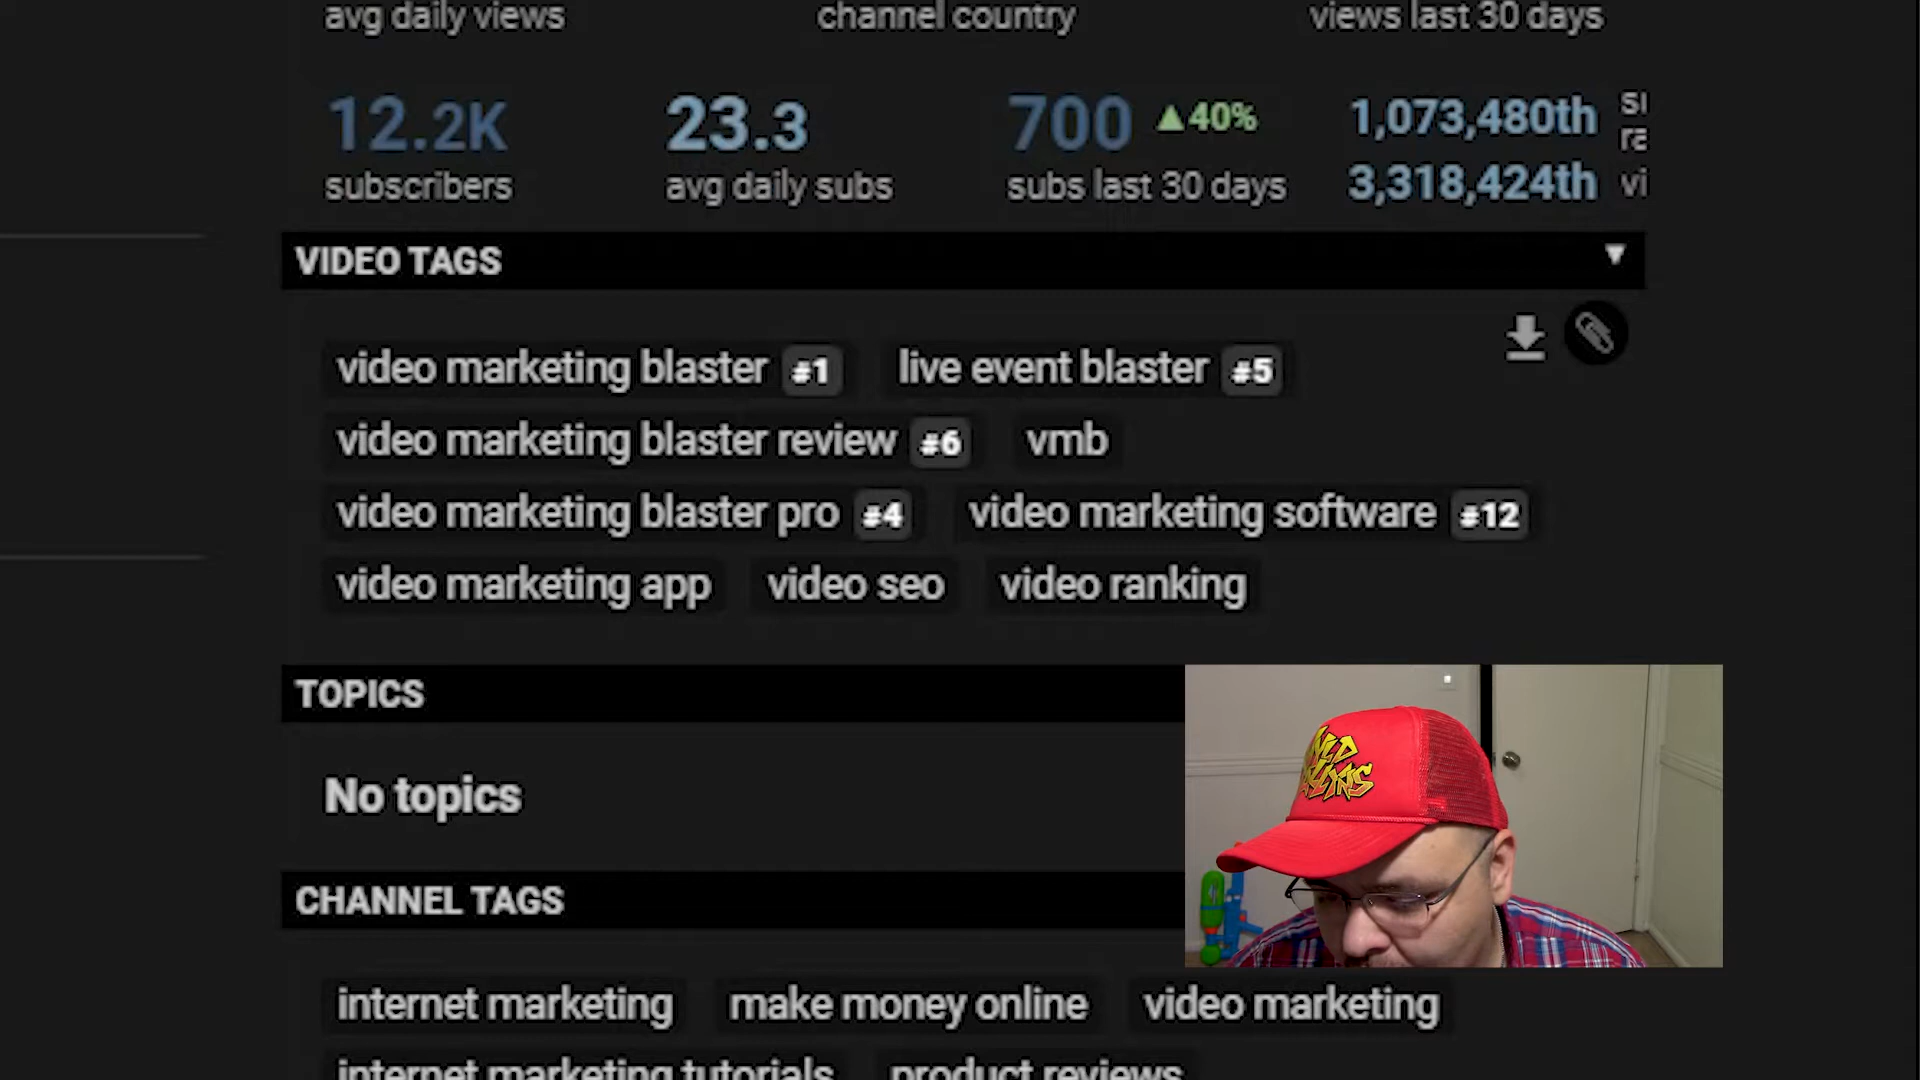 avg daily views channel country views last 30 days
12.2K 23.3 700 ▲40% 1,073,480th
subscribers avg daily subs subs last 30 days 3,318,424th
VIDEO TAGS ▼
video marketing blaster #1 live event blaster #5
video marketing blaster review #6 vmb
video marketing blaster pro #4 video marketing software #12
video marketing app video seo video ranking
TOPICS
No topics
CHANNEL TAGS
internet marketing make money online video marketing
internet marketing tutorials product reviews